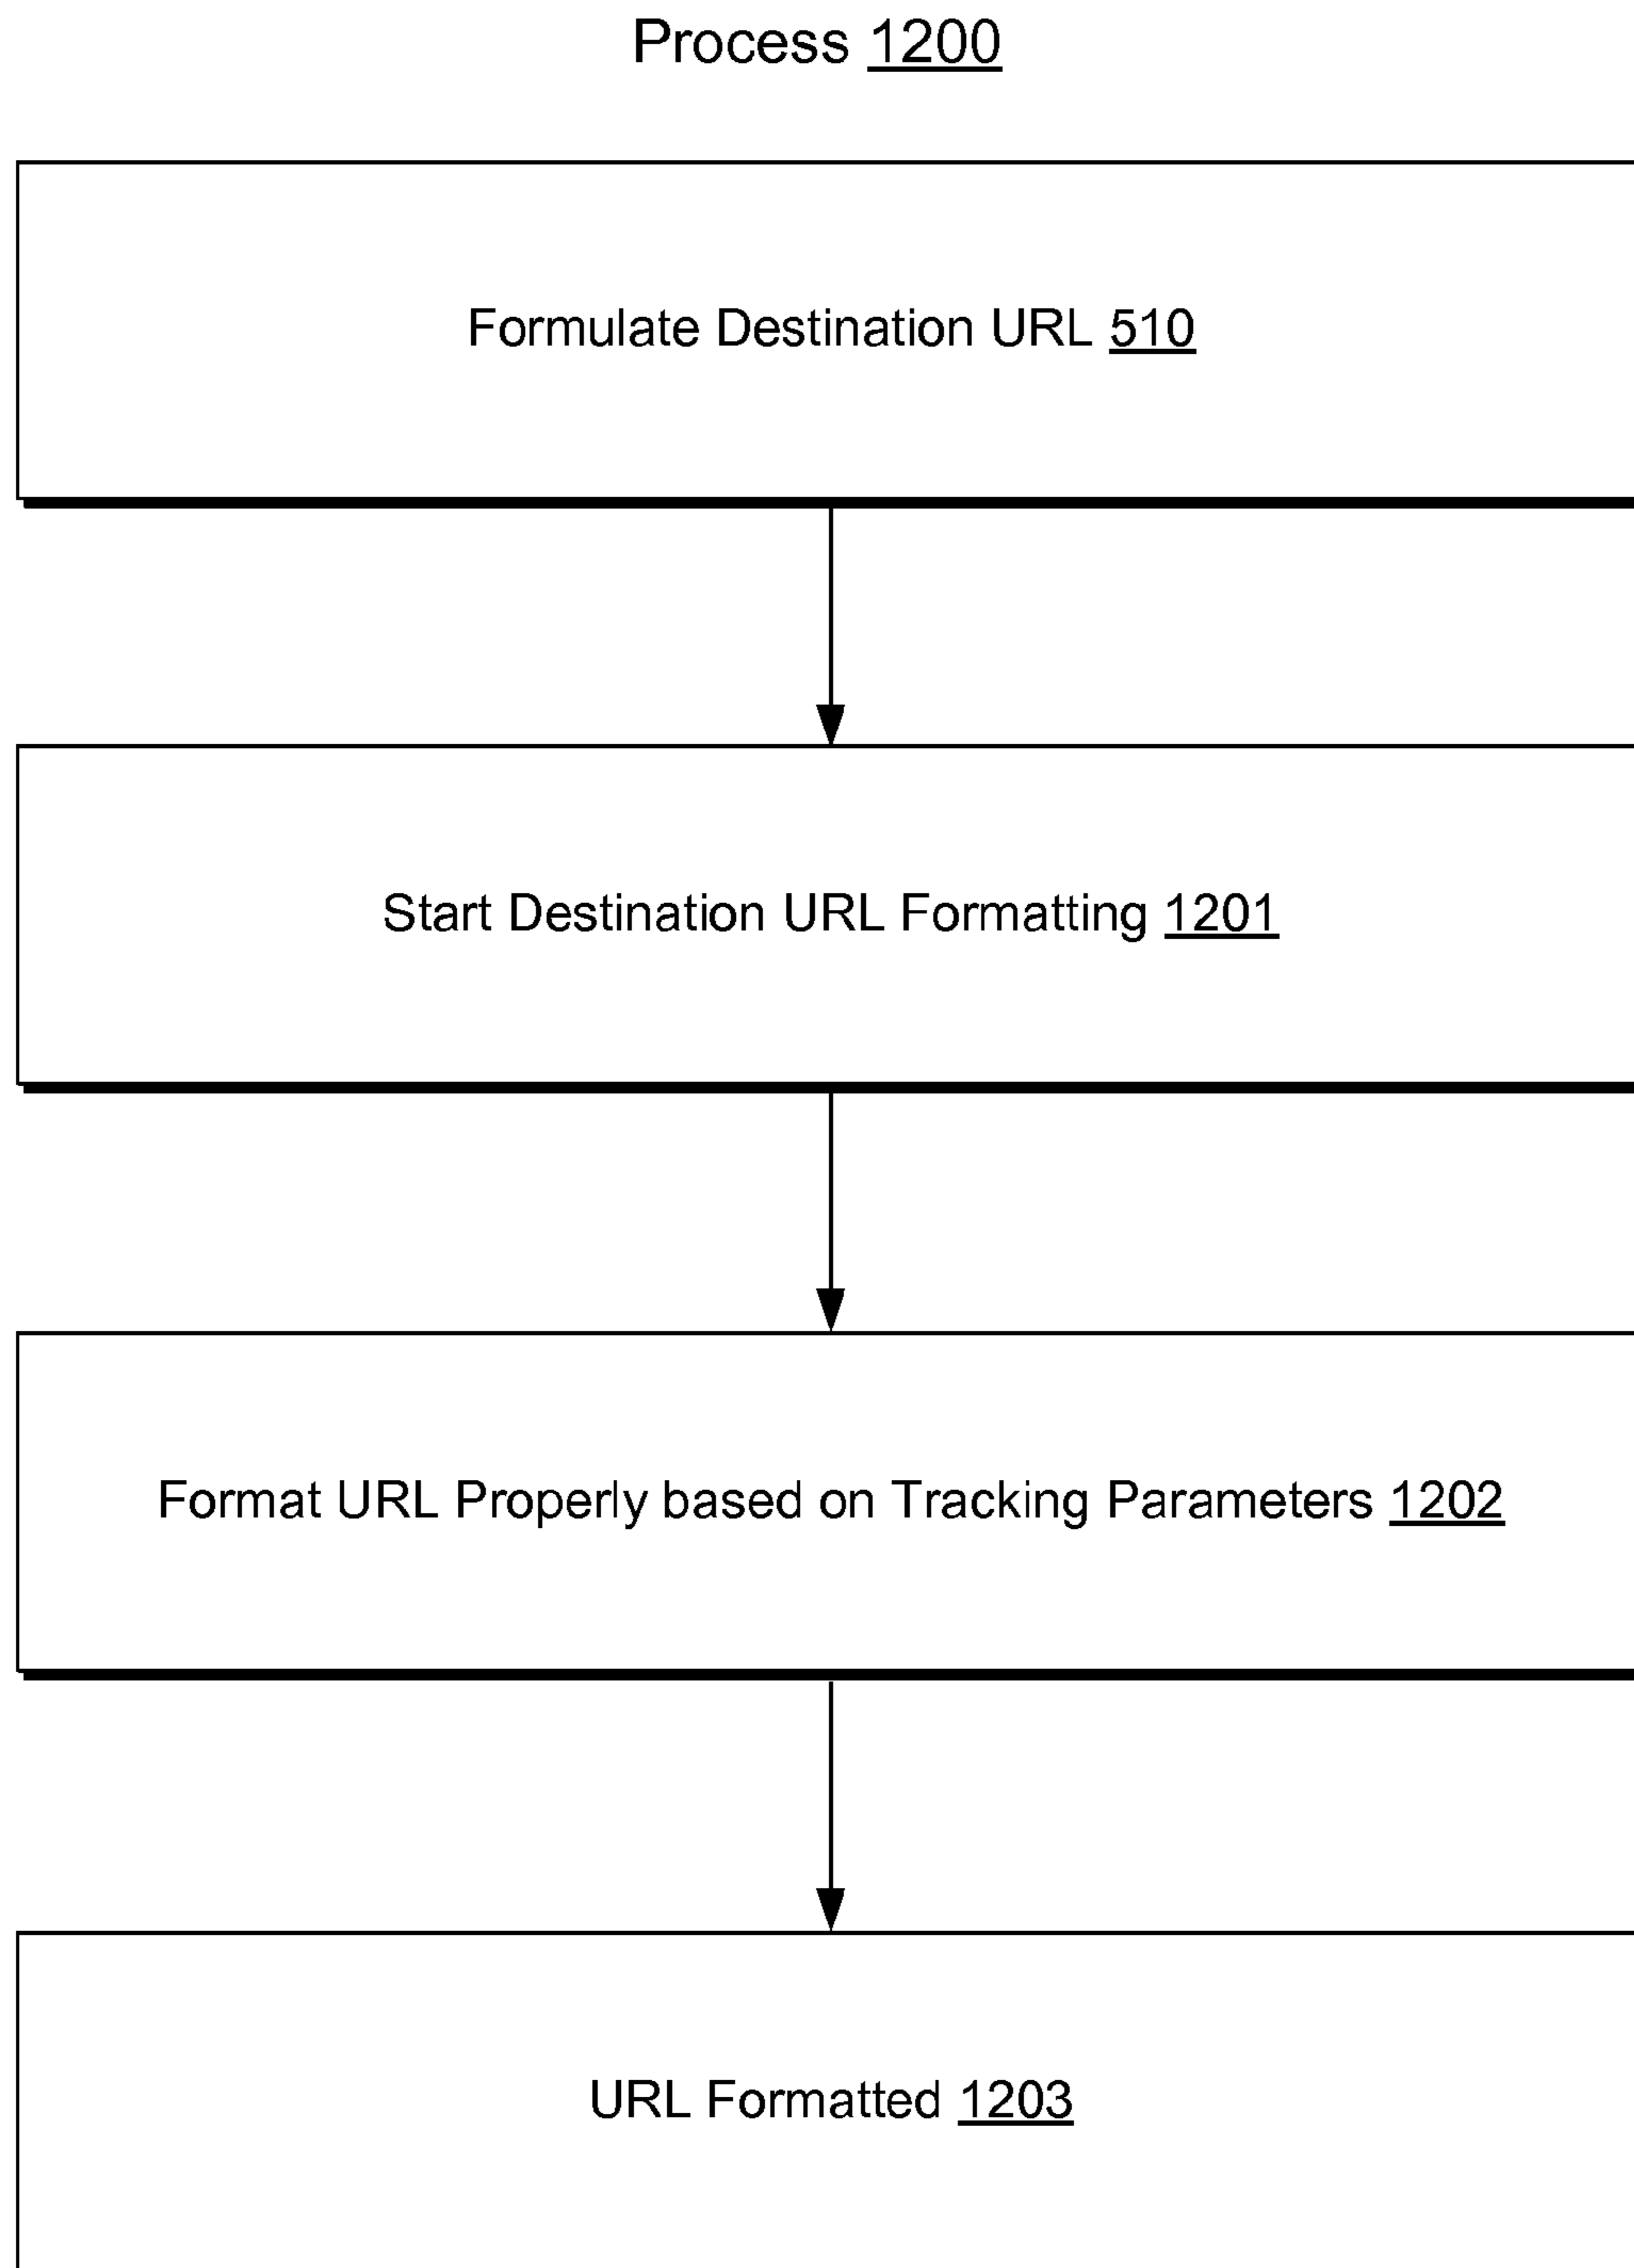 Process 1200
Formulate Destination URL 510
Start Destination URL Formatting 1201
Format URL Properly based on Tracking Parameters 1202
URL Formatted 1203